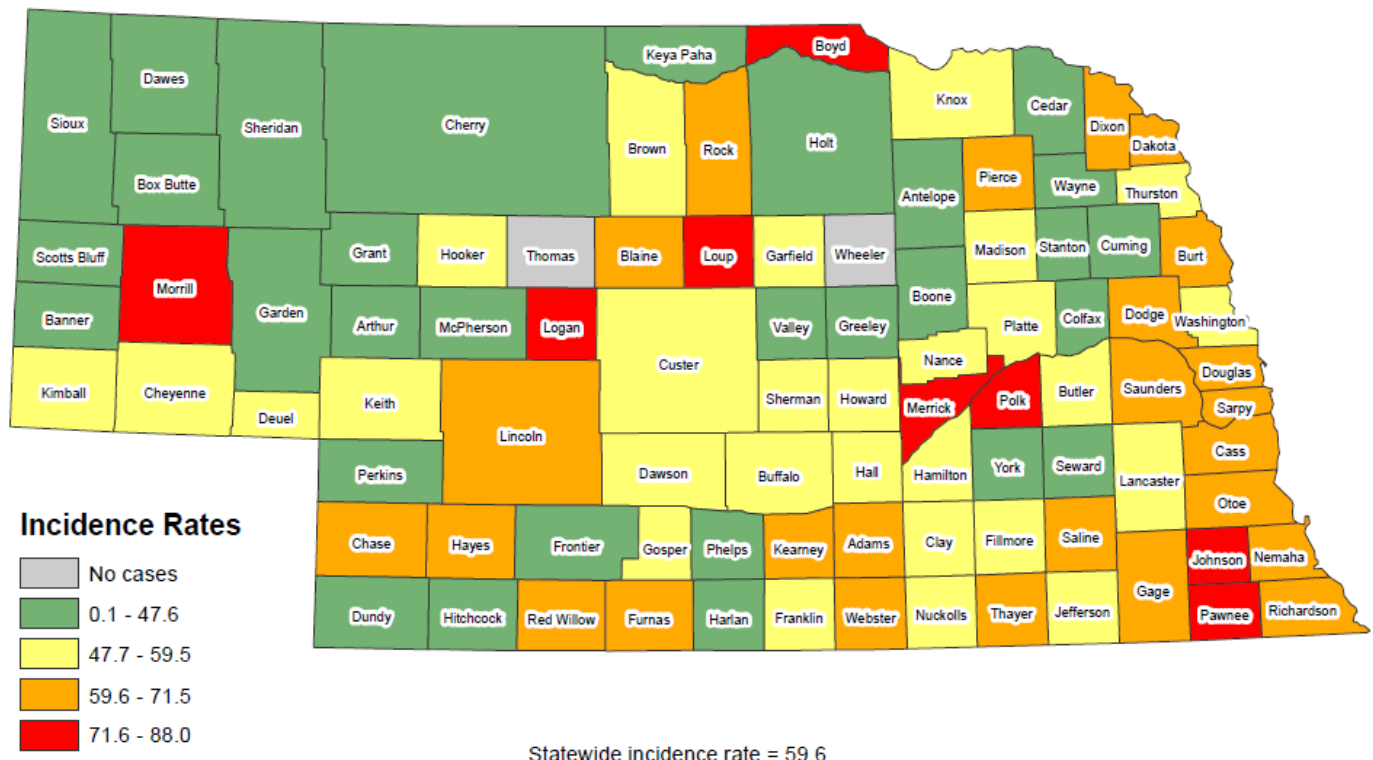 Boyd
Keya Paha
Dawes
Knox
Cedar
Sioux
Sheridan
Cherry
Dixon
Brown
Rock
Holt
Dakota
Box Butte
Antelope
Pierce
Wayne
Thurston
Scotts Bluff
Grant
Hooker
Thomas
Blaine
Loup
Garfield
Wheeler
Madison
Stanton
Cuming
Burt
Morrill
Banner
Garden
Arthur
McPherson
Logan
Valley
Greeley
Boone
Platte
Colfax
Dodge
Washington
Kimball
Cheyenne
Deuel
Keith
Custer
Sherman
Howard
Nance
Merrick
Polk
Butler
Saunders
Douglas
Sarpy
Lincoln
Perkins
Dawson
Buffalo
Hall
Hamilton
York
Seward
Lancaster
Cass
Otoe
Chase
Hayes
Frontier
Gosper
Phelps
Kearney
Adams
Clay
Fillmore
Saline
Johnson
Nemaha
Gage
Dundy
Hitchcock
Red Willow
Furnas
Harlan
Franklin
Webster
Nuckolls
Thayer
Jefferson
Pawnee
Richardson
Incidence Rates
No cases
0.1 - 47.6
47.7 - 59.5
59.6 - 71.5
71.6 - 88.0
Statewide incidence rate = 59.6